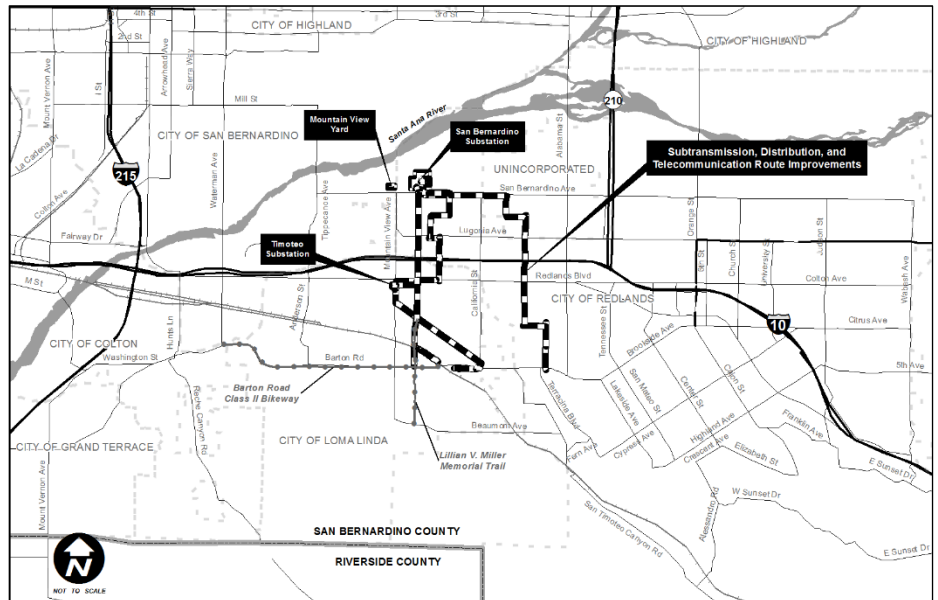 4th St
3rd St
CITY OF HIGHLAND
2nd St
CITY OF HIGHLAND
Mount Vernon Ave
I St
Arrowhead Ave
Sierra Way
Mill St
210
Mountain View
Yard
Santa Ana River
San Bernardino
Substation
Alabama St
CITY OF SAN BERNARDINO
La Cadena Dr
215
Waterman Ave
UNINCORPORATED
Subtransmission, Distribution, and
Telecommunication Route Improvements
Colton Ave
Tippecanoe Ave
Mountain View Ave
San Bernardino Ave
Orange St
Fairway Dr
Lugonia Ave
Timoteo
Substation
6th St
Church St
University St
Judson St
Wabash Ave
M St
Redlands Blvd
Colton Ave
Anderson St
California St
CITY OF REDLANDS
Citrus Ave
10
Hunts Ln
Tennessee St
Brookside Ave
CITY OF COLTON
Washington St
Barton Rd
5th Ave
Barton Road
Class II Bikeway
Terracina Blvd
Lakeside Ave
San Mateo St
Center St
Cajon St
Reche Canyon Rd
Highland Ave
Franklin Ave
CITY OF GRAND TERRACE
CITY OF LOMA LINDA
Beaumont Ave
Fern Ave
Cypress Ave
Crescent Ave
Elizabeth St
E Sunset Dr
Lillian V. Miller
Memorial Trail
Mount Vernon Ave
Alessandro Rd
W Sunset Dr
San Timoteo Canyon Rd
SAN BERNARDINO COUNTY
E Sunset Dr
RIVERSIDE COUNTY
N
NOT TO SCALE